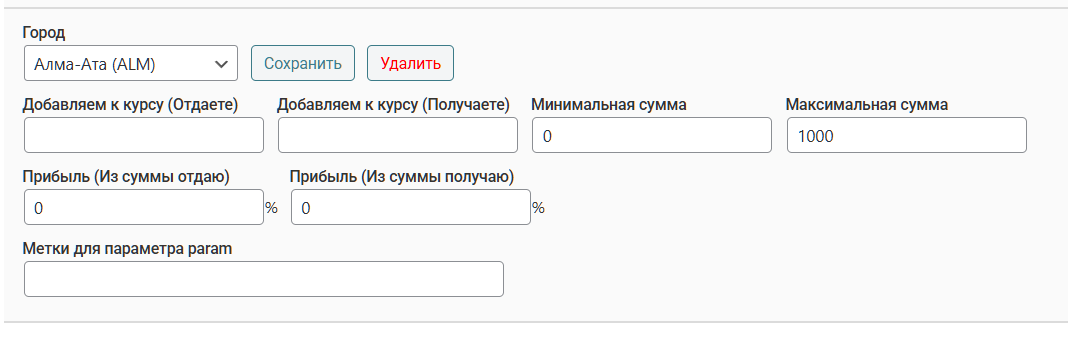 Город
Алма-Ата (ALM) Сохранить Удалить
Добавляем к курсу (Отдаете) Добавляем к курсу (Получаете) Минимальная сумма Максимальная сумма
0 1000
Прибыль (Из суммы отдаю) Прибыль (Из суммы получаю)
0 % 0 %
Метки для параметра param